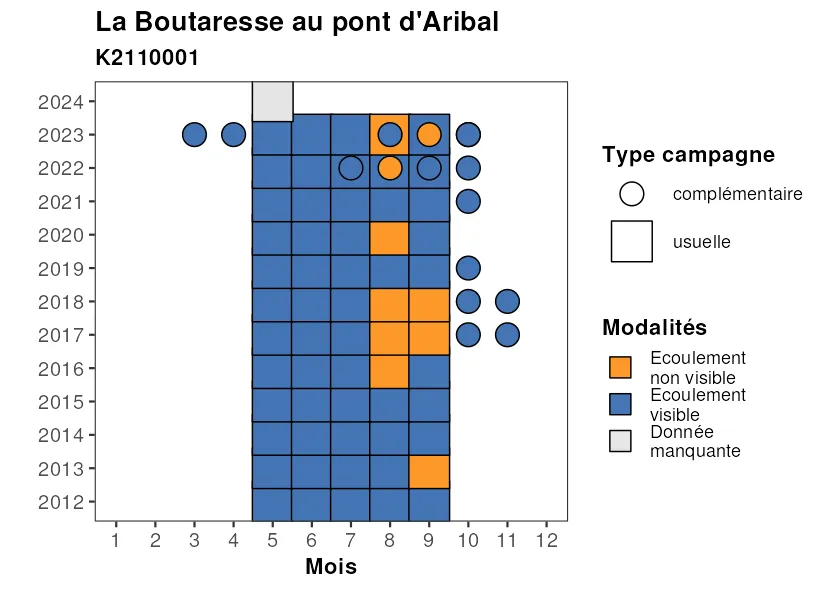 La Boutaresse au pont d'Aribal
K2110001
2024
2023
2022
2021
2020
2019
2018
2017
2016
2015
2014
2013
2012
1 2 3 4 5 6 7 8 9 10 11 12
Mois
Type campagne
complémentaire
usuelle
Modalités
Ecoulement
non visible
Ecoulement
visible
Donnée
manquante